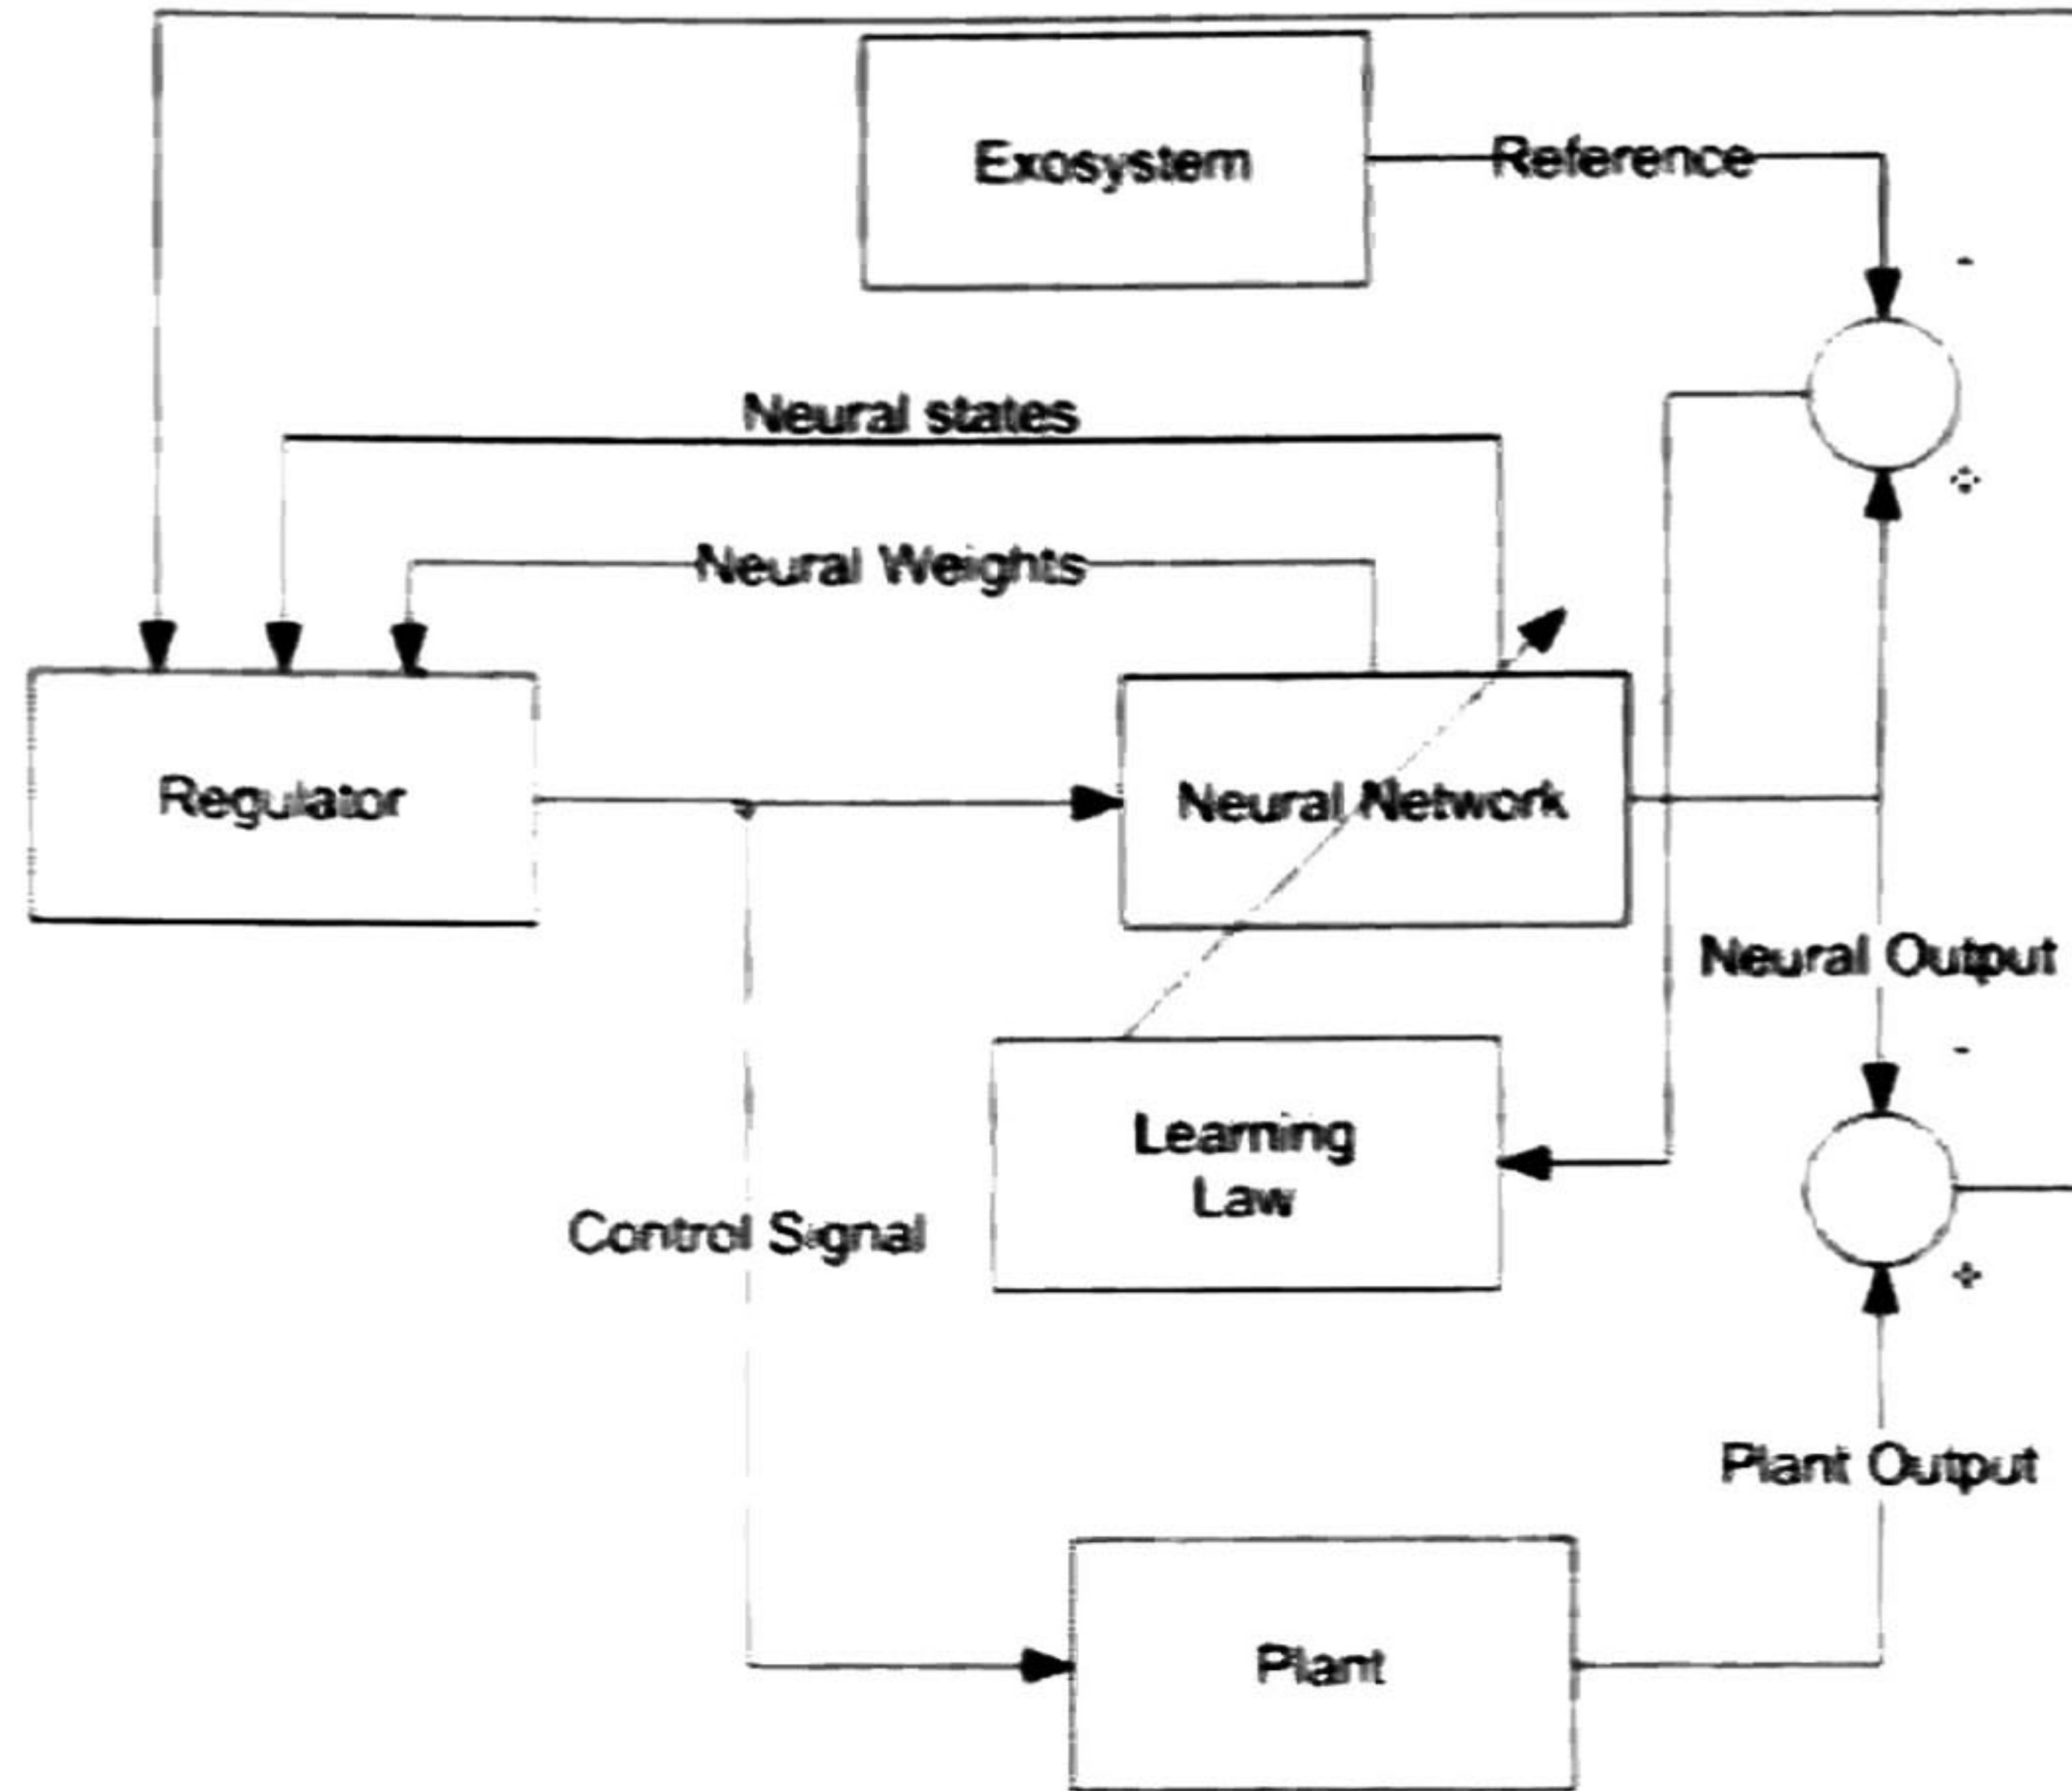 Exosystem
Reference
-
Neural states
+
Neural Weights
Regulator
Neural Network
Neural Output
-
Learning
Law
Control Signal
+
Plant Output
Plant